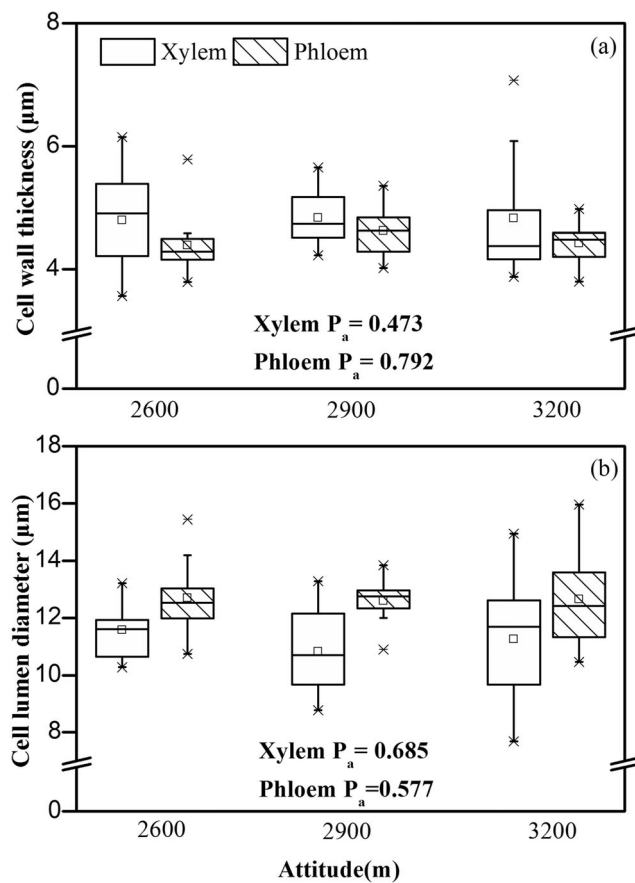 8
Xylem Phloem (a)
6
4
0
Cell wall thickness (μm)
Xylem Pa = 0.473
Phloem Pa = 0.792
2600 2900 3200
18
(b)
16
14
12
10
8
0
Cell lumen diameter (μm)
Xylem Pa = 0.685
Phloem Pa =0.577
2600 2900 3200
Attitude(m)